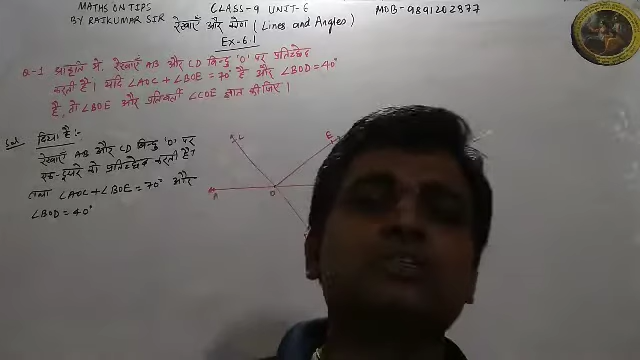 MATHS ON TIPS
BY RAJKUMAR SIR
CLASS-9 UNIT-6
MOB-9891202877
रेखाएँ और कोण (Lines and Angles)
Ex-6.1
Q-1 आकृति में, रेखाएँ AB और CD बिन्दु 'O' पर प्रतिच्छेद
करती है। यदि ∠AOC + ∠BOE = 70° है और ∠BOD = 40°
है, तो ∠BOE और प्रतिवर्ती ∠COE ज्ञात कीजिए।
Sol. दिया है:-
रेखाएँ AB और CD बिन्दु 'O' पर
एक-दूसरे को प्रतिच्छेद करती है?
तथा ∠AOC + ∠BOE = 70° और
∠BOD = 40°
C
E
A
O